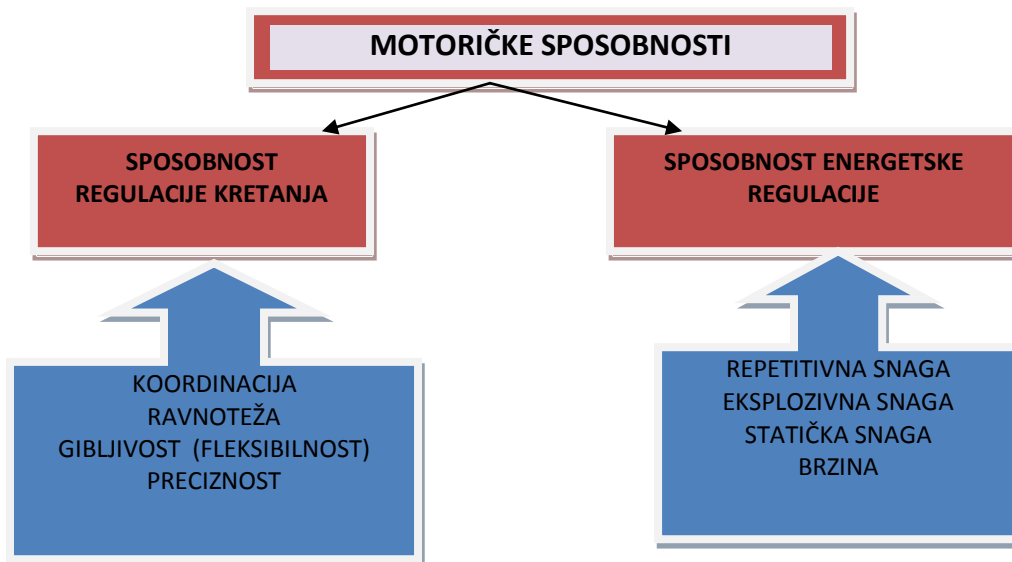 MOTORIČKE SPOSOBNOSTI
SPOSOBNOST
REGULACIJE KRETANJA
SPOSOBNOST ENERGETSKE
REGULACIJE
KOORDINACIJA
RAVNOTEŽA
GIBLJIVOST (FLEKSIBILNOST)
PRECIZNOST
REPETITIVNA SNAGA
EKSPLOZIVNA SNAGA
STATIČKA SNAGA
BRZINA